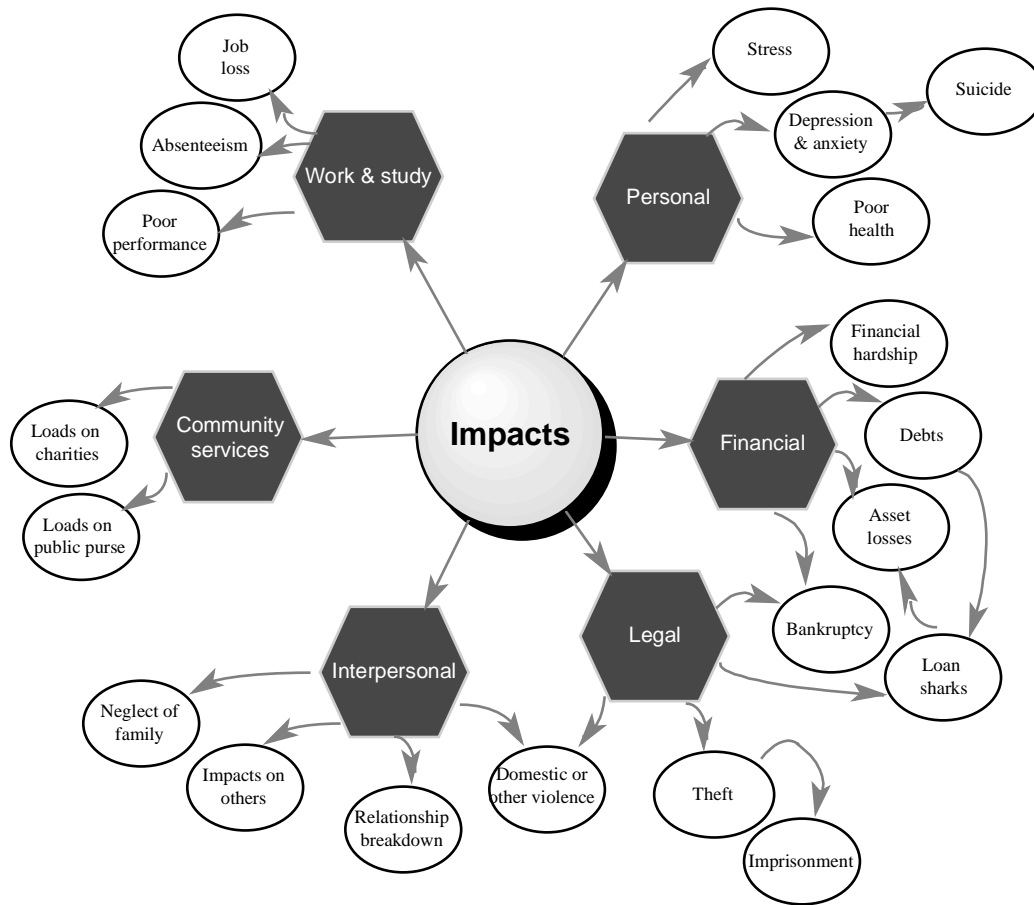 Job
loss
Absenteeism
Poor
performance
Work & study
Stress
Depression
& anxiety
Suicide
Personal
Poor
health
Impacts
Community
services
Loads on
charities
Loads on
public purse
Financial
Financial
hardship
Debts
Asset
losses
Bankruptcy
Loan
sharks
Legal
Interpersonal
Neglect of
family
Impacts on
others
Relationship
breakdown
Domestic or
other violence
Theft
Imprisonment